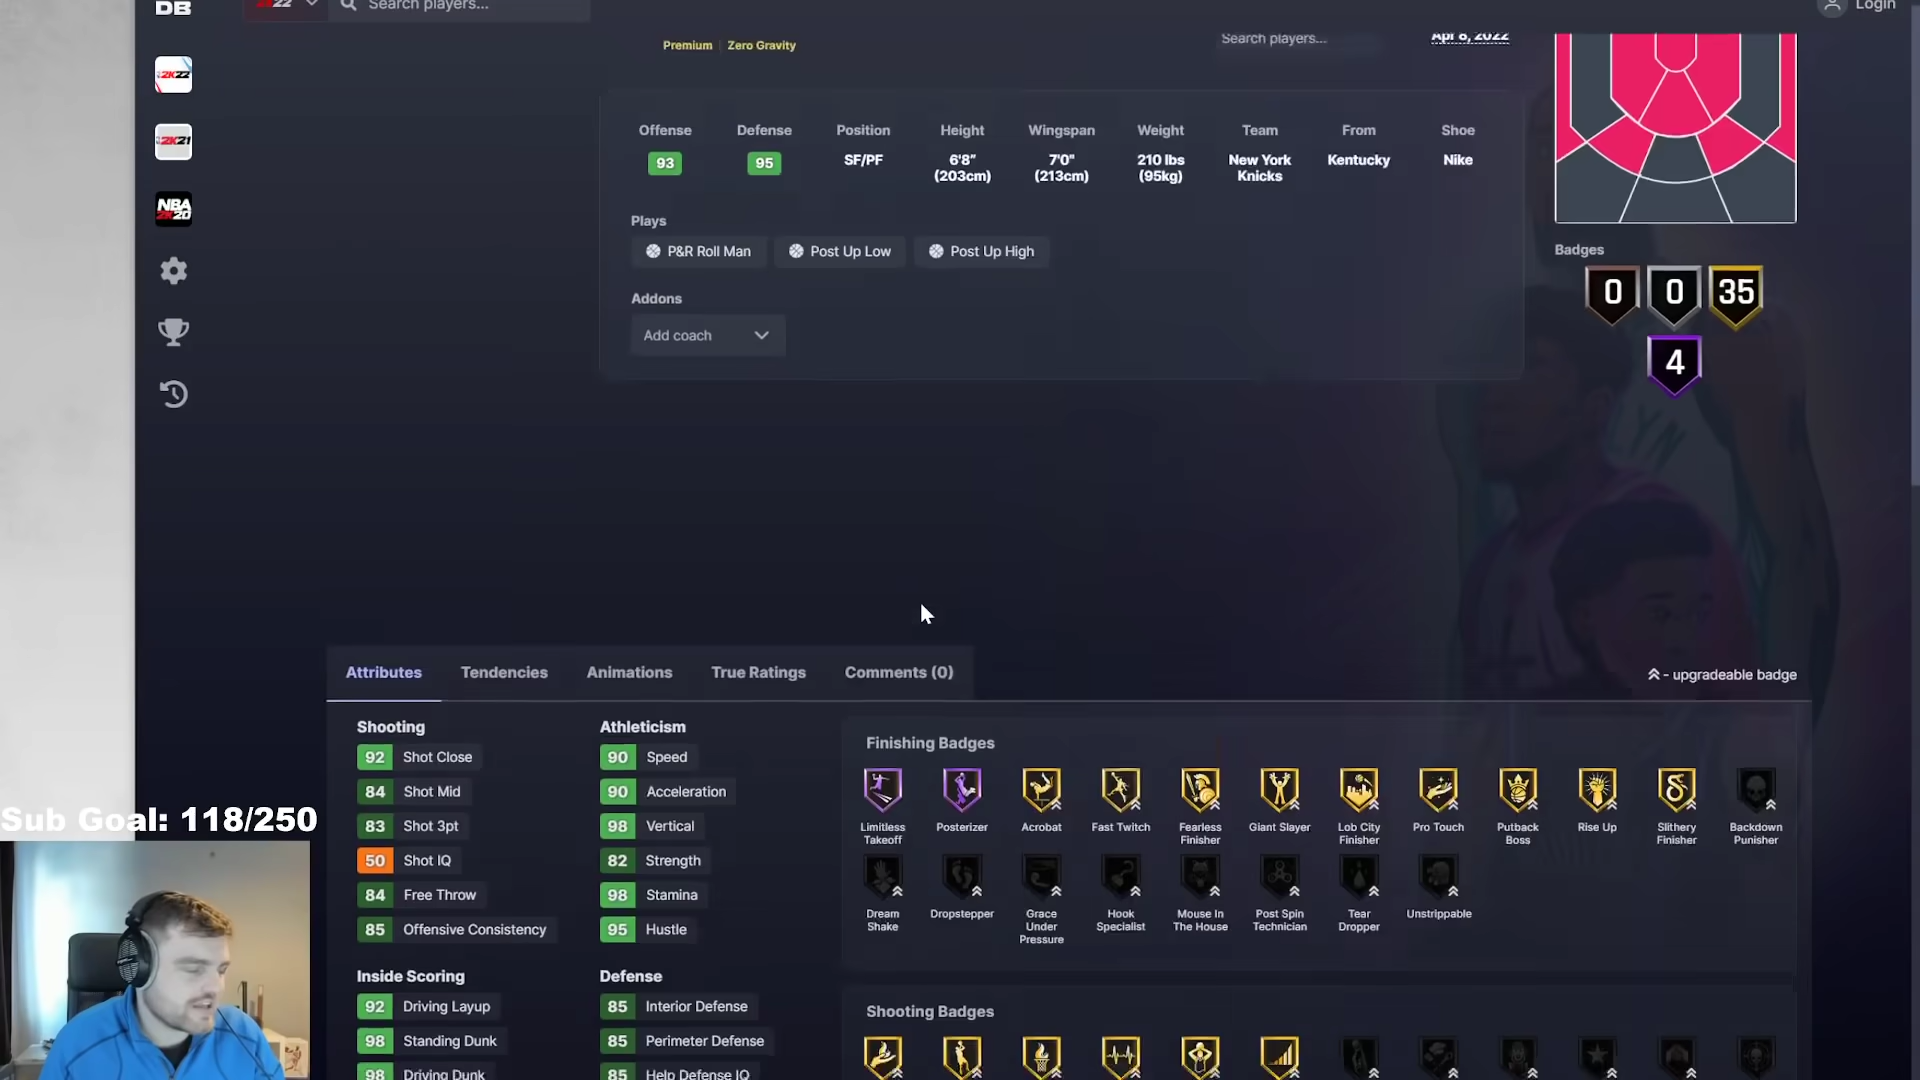 DB
2K22
Search players...
Login
Premium
Zero Gravity
Search players...
Apr 8, 2022
2K22
2K21
NBA
2K20
Offense
Defense
Position
Height
Wingspan
Weight
Team
From
Shoe
93
95
SF/PF
6'8"
(203cm)
7'0"
(213cm)
210 lbs
(95kg)
New York
Knicks
Kentucky
Nike
Plays
P&R Roll Man
Post Up Low
Post Up High
Addons
Add coach
Badges
0
0
35
4
Attributes
Tendencies
Animations
True Ratings
Comments (0)
- upgradeable badge
Shooting
92 Shot Close
84 Shot Mid
83 Shot 3pt
50 Shot IQ
84 Free Throw
85 Offensive Consistency
Inside Scoring
92 Driving Layup
98 Standing Dunk
98 Driving Dunk
Athleticism
90 Speed
90 Acceleration
98 Vertical
82 Strength
98 Stamina
95 Hustle
Defense
85 Interior Defense
85 Perimeter Defense
85 Help Defense IQ
Finishing Badges
Limitless
Takeoff
Posterizer
Acrobat
Fast Twitch
Fearless
Finisher
Giant Slayer
Lob City
Finisher
Pro Touch
Putback
Boss
Rise Up
Slithery
Finisher
Backdown
Punisher
Dream
Shake
Dropstepper
Grace
Under
Pressure
Hook
Specialist
Mouse In
The House
Post Spin
Technician
Tear
Dropper
Unstrippable
Shooting Badges
Sub Goal: 118/250